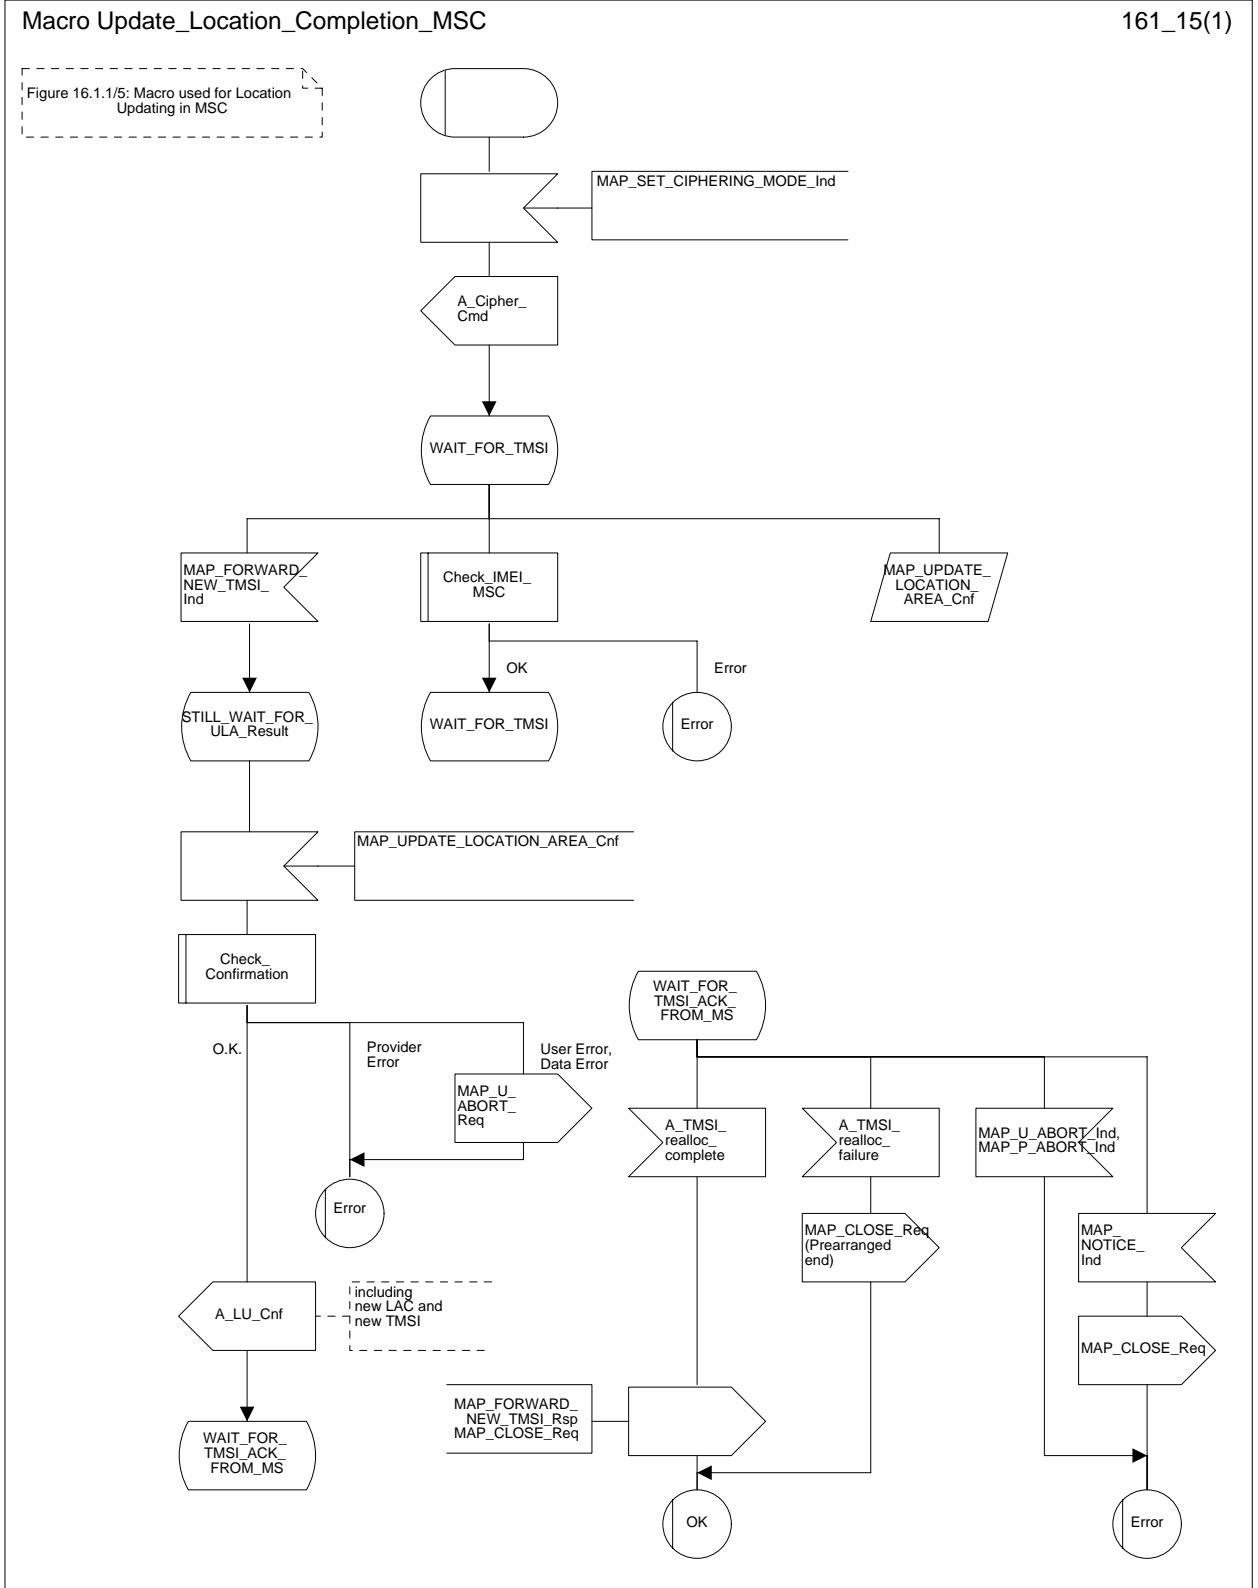 Macro Update_Location_Completion_MSC
161_15(1)
Figure 16.1.1/5: Macro used for Location
Updating in MSC
MAP_SET_CIPHERING_MODE_Ind
A_Cipher_
Cmd
WAIT_FOR_TMSI
MAP_FORWARD_
NEW_TMSI_
Ind
Check_IMEI_
MSC
MAP_UPDATE_
LOCATION_
AREA_Cnf
OK
Error
STILL_WAIT_FOR_
ULA_Result
WAIT_FOR_TMSI
Error
MAP_UPDATE_LOCATION_AREA_Cnf
Check_
Confirmation
O.K.
Provider
Error
User Error,
Data Error
MAP_U_
ABORT_
Req
Error
A_LU_Cnf
including
new LAC and
new TMSI
WAIT_FOR_
TMSI_ACK_
FROM_MS
WAIT_FOR_
TMSI_ACK_
FROM_MS
A_TMSI_
realloc_
complete
A_TMSI_
realloc_
failure
MAP_U_ABORT_Ind,
MAP_P_ABORT_Ind
MAP_CLOSE_Req
(Prearranged
end)
MAP_
NOTICE_
Ind
MAP_CLOSE_Req
MAP_FORWARD_
NEW_TMSI_Rsp
MAP_CLOSE_Req
OK
Error